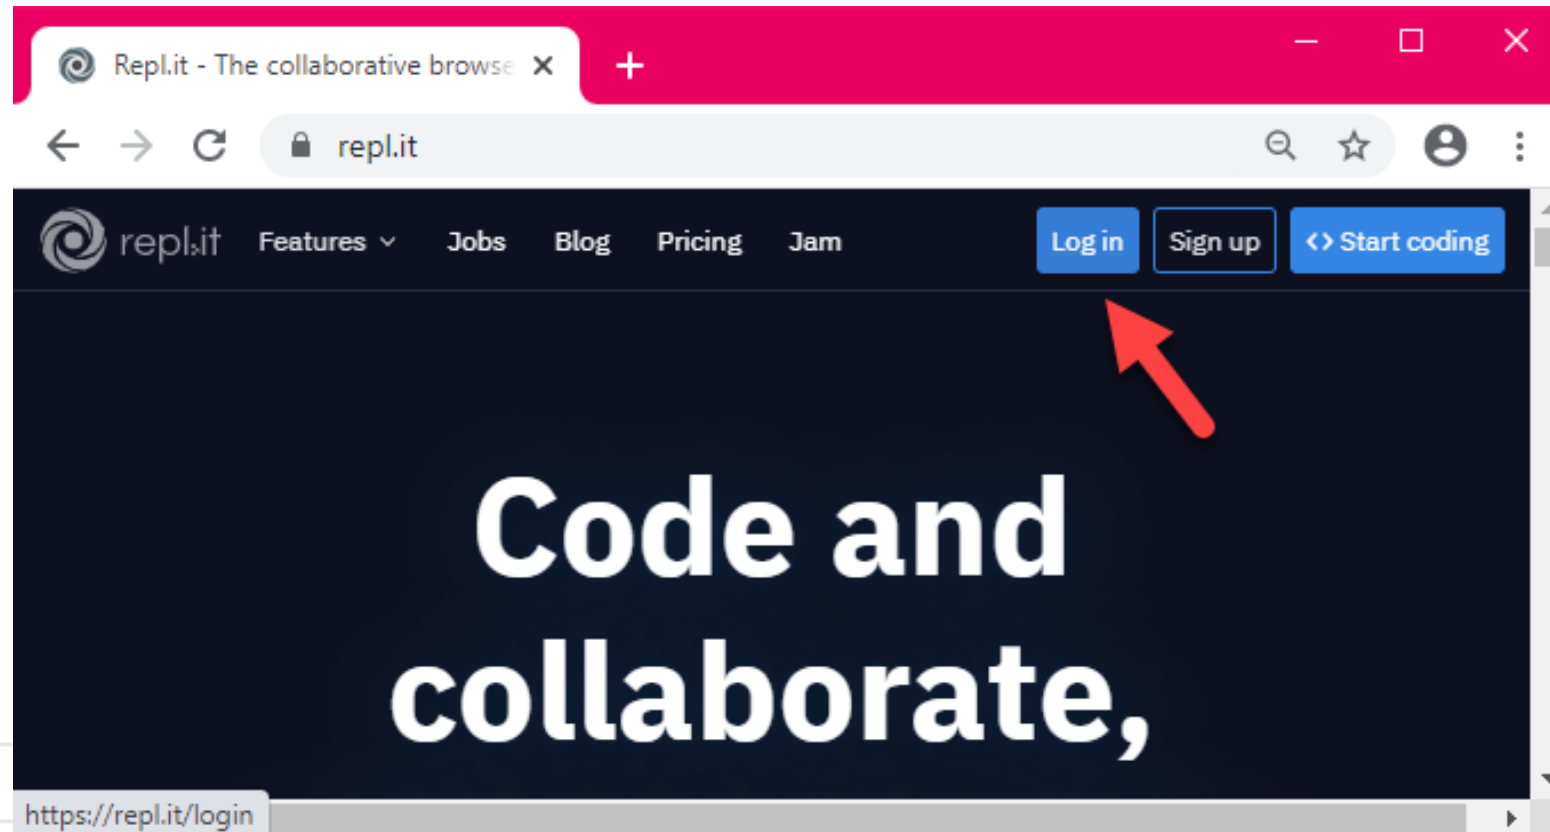 Repl.it - The collaborative browse
repl.it
repl.it Features Jobs Blog Pricing Jam Log in Sign up <> Start coding
Code and
collaborate,
https://repl.it/login